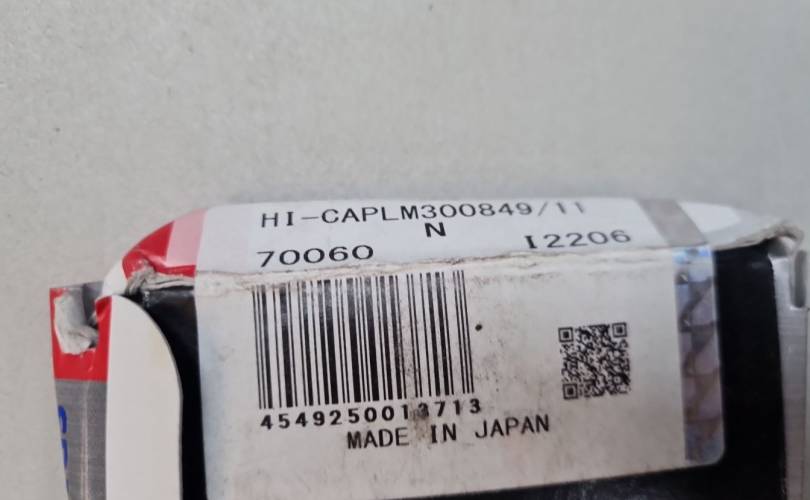 HI-CAPLM300849/11
N
70060 I2206
4549250013713
MADE IN JAPAN